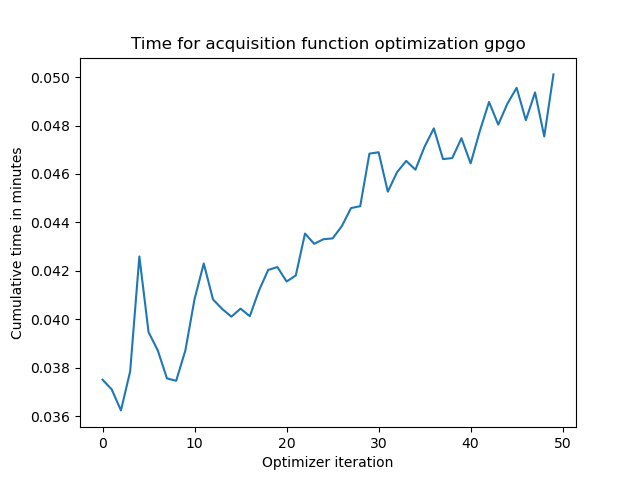 Time for acquisition function optimization gpgo
Cumulative time in minutes
0.050
0.048
0.046
0.044
0.042
0.040
0.038
0.036
0 10 20 30 40 50
Optimizer iteration